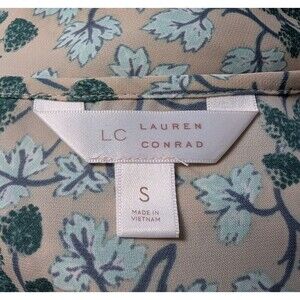 LC LAUREN
CONRAD
S
MADE IN
VIETNAM